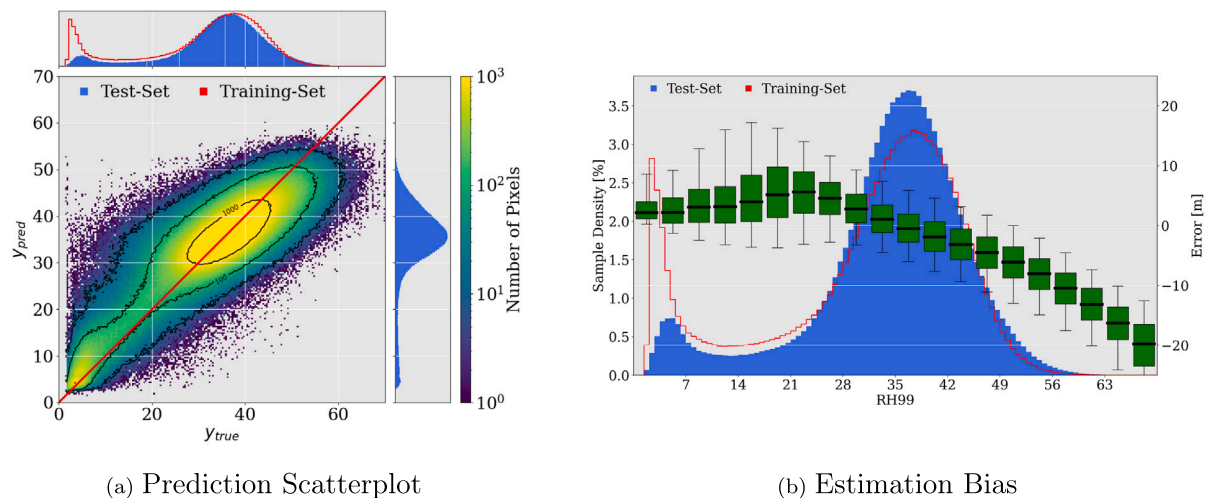 70
60
50
40
30
20
10
0
y_pred
Test-Set
Training-Set
1000
0
20
40
60
y_true
10^3
10^2
10^1
10^0
Number of Pixels
(a) Prediction Scatterplot
3.5
3.0
2.5
2.0
1.5
1.0
0.5
0.0
Sample Density [%]
Test-Set
Training-Set
20
10
0
−10
−20
Error [m]
7 14 21 28 35 42 49 56 63
RH99
(b) Estimation Bias